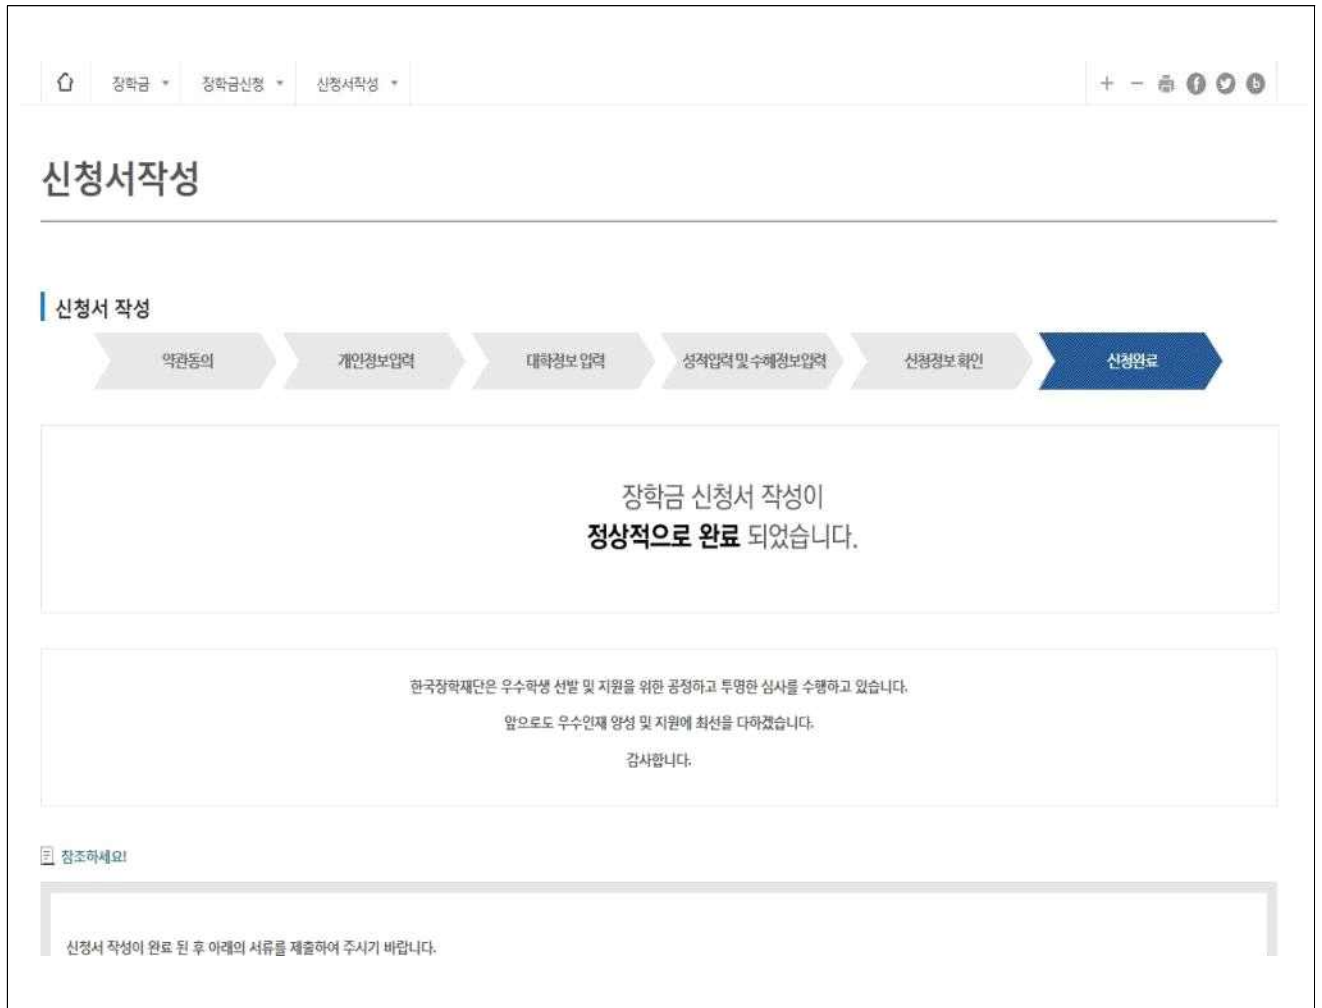 장학금 장학금신청 신청서작성
신청서작성
신청서 작성
약관동의 개인정보입력 대학정보 입력 성적입력 및 수혜정보입력 신청정보 확인 신청완료
장학금 신청서 작성이
정상적으로 완료 되었습니다.
한국장학재단은 우수학생 선발 및 지원을 위한 공정하고 투명한 심사를 수행하고 있습니다.
앞으로도 우수인재 양성 및 지원에 최선을 다하겠습니다.
감사합니다.
참조하세요!
신청서 작성이 완료 된 후 아래의 서류를 제출하여 주시기 바랍니다.